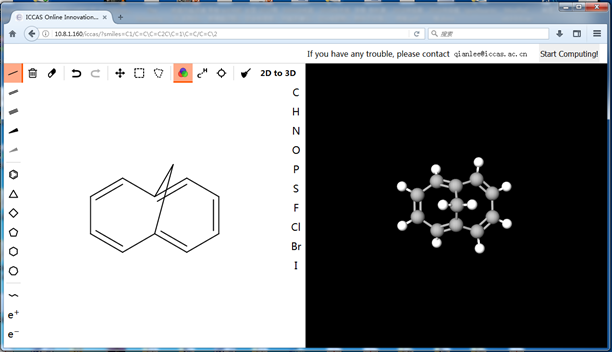 ICCAS Online Innovation...
10.8.1.160/iccas/?smiles=C1/C=C\C=C2C\C=1\C=C/C=C\2
搜索
If you have any trouble, please contact qianlee@iccas.ac.cn
Start Computing!
cH
2D to 3D
C
H
N
O
P
S
F
Cl
Br
I
e+
e−